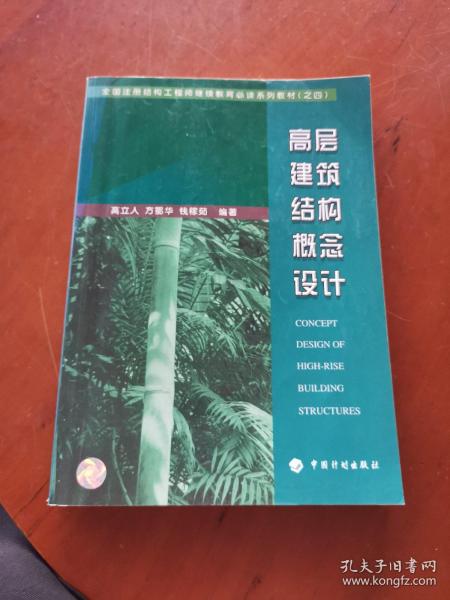 全国注册结构工程师继续教育必读系列教材(之四)
高层
建筑
结构
概念
设计
高立人 方鄂华 钱稼茹 编著
CONCEPT
DESIGN OF
HIGH-RISE
BUILDING
STRUCTURES
中国计划出版社
孔夫子旧书网
www.kongfz.com